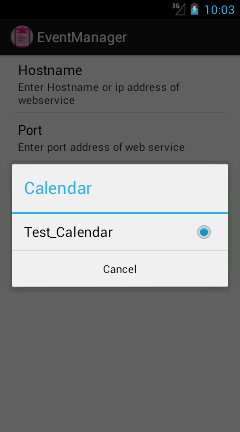 3G 10:03
EventManager
Hostname
Enter Hostname or ip address of
webservice
Port
Enter port address of web service
Calendar
Test_Calendar
Cancel